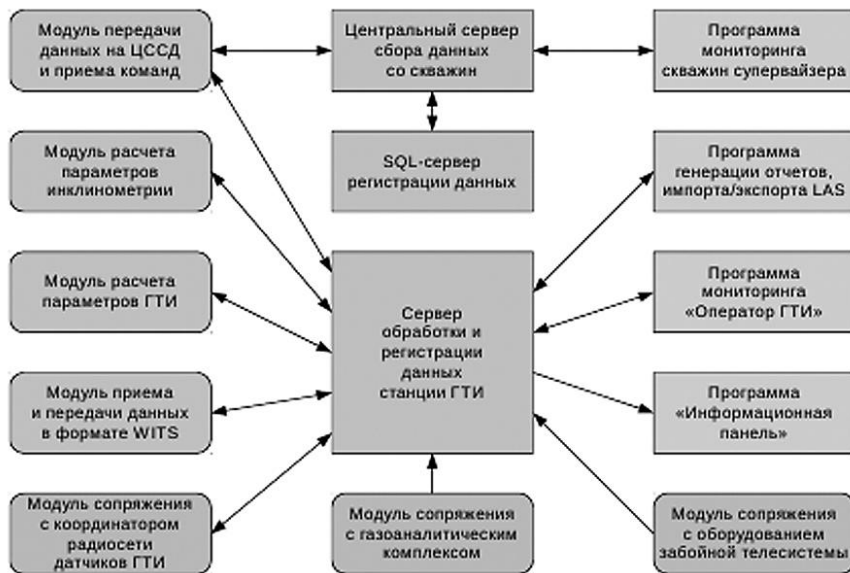 Модуль передачи
данных на ЦССД
и приема команд
Центральный сервер
сбора данных
со скважин
Программа
мониторинга
скважин супервайзера
Модуль расчета
параметров
инклинометрии
SQL-сервер
регистрации данных
Программа
генерации отчетов,
импорта/экспорта LAS
Модуль расчета
параметров ГТИ
Сервер
обработки и
регистрации
данных
станции ГТИ
Программа
мониторинга
«Оператор ГТИ»
Модуль приема
и передачи данных
в формате WITS
Программа
«Информационная
панель»
Модуль сопряжения
с координатором
радиосети
датчиков ГТИ
Модуль сопряжения
с газоаналитическим
комплексом
Модуль сопряжения
с оборудованием
забойной телесистемы